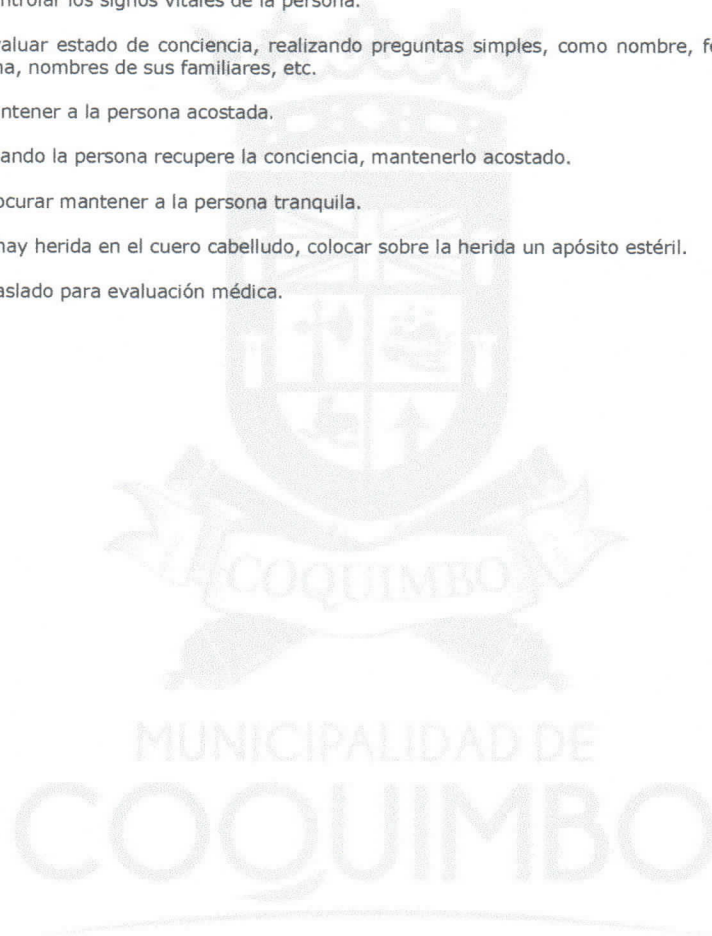 ntrolar los signos vitales de la persona.
valuar estado de conciencia, realizando preguntas simples, como nombre, fe
na, nombres de sus familiares, etc.
ntener a la persona acostada.
ando la persona recupere la conciencia, mantenerlo acostado.
ocurar mantener a la persona tranquila.
hay herida en el cuero cabelludo, colocar sobre la herida un apósito estéril.
aslado para evaluación médica.
COQUIMBO
MUNICIPALIDAD DE
COQUIMBO